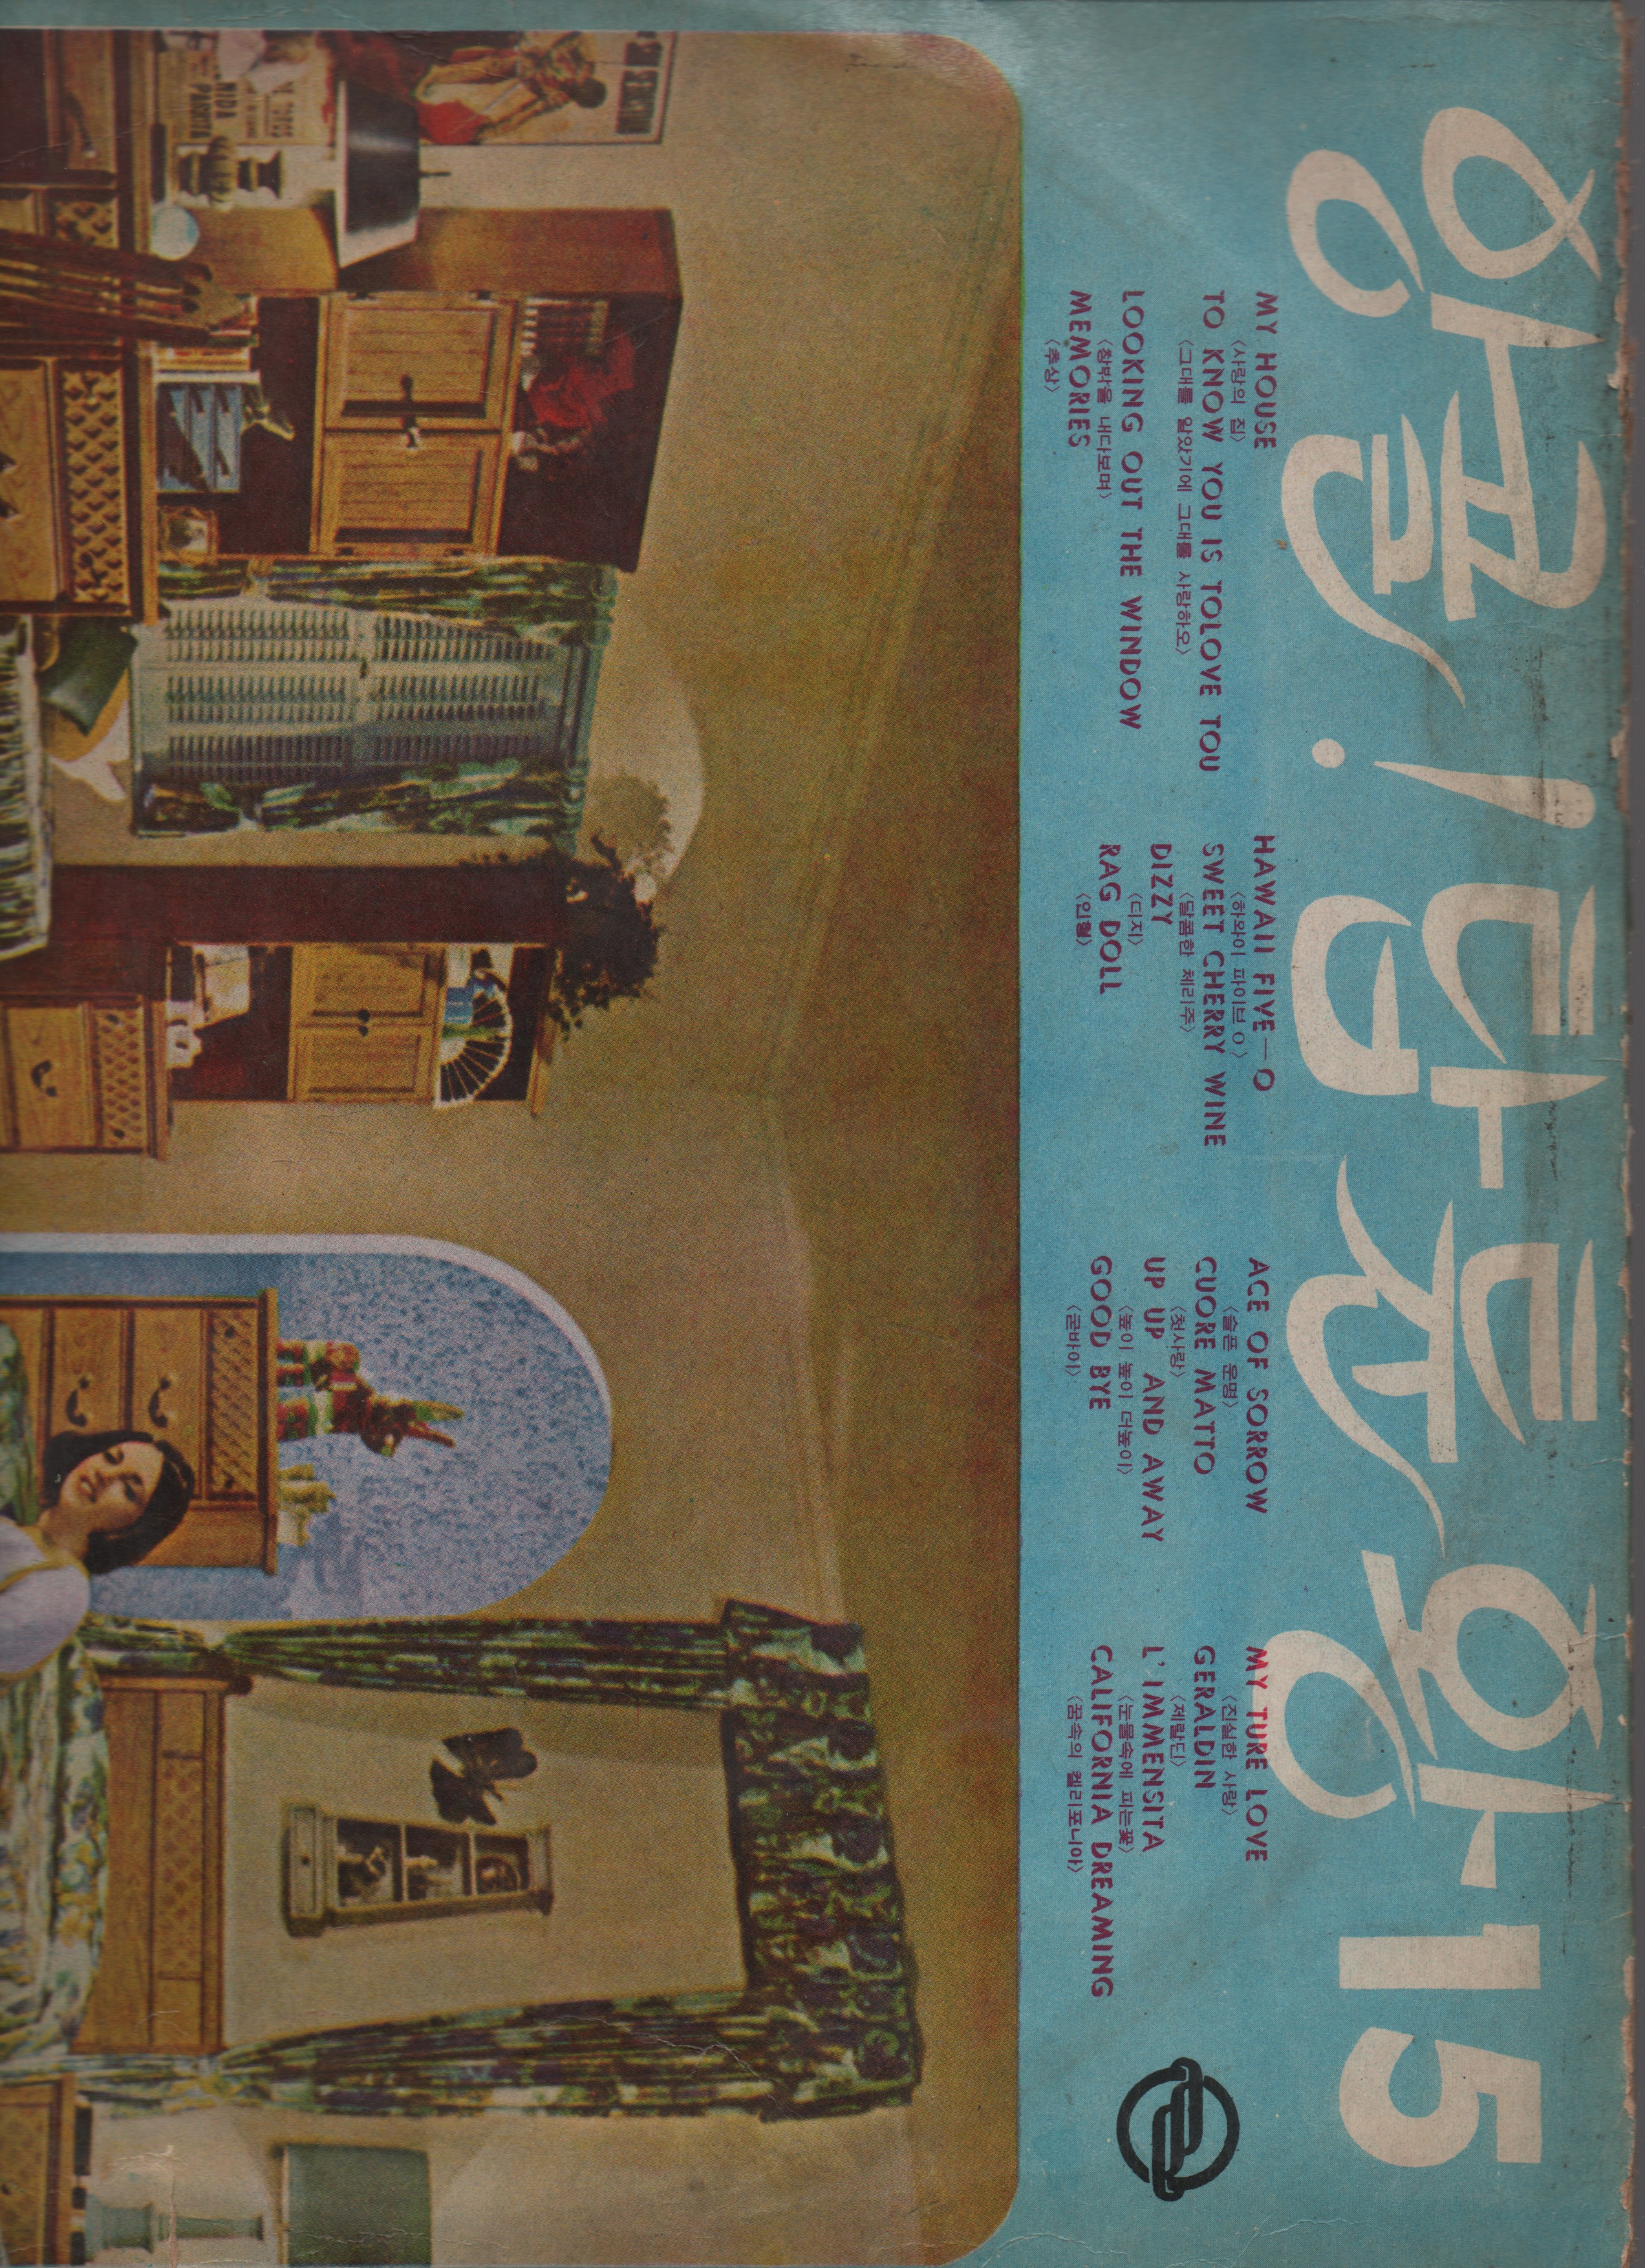 앙콜! -15
MY HOUSE
〈사랑의 집〉
TO KNOW YOU IS TOLOVE TOU
〈그대를 알았기에 그대를 사랑하오〉
LOOKING OUT THE WINDOW
〈창밖을 내다보며〉
MEMORIES
〈추상〉
HAWAII FIVE—O
〈하와이 파이브 O〉
SWEET CHERRY WINE
〈달콤한 체리주〉
DIZZY
〈디지〉
RAG DOLL
〈인형〉
ACE OF SORROW
〈슬픈 운명〉
CUORE MATTO
〈첫사랑〉
UP UP AND AWAY
〈높이 높이 더높이〉
GOOD BYE
〈굳바이〉
MY TURE LOVE
〈진실한 사랑〉
GERALDIN
〈제랄딘〉
L'IMMENSITA
〈눈물속에 피는꽃〉
CALIFORNIA DREAMING
〈꿈속의 켈리포니아〉